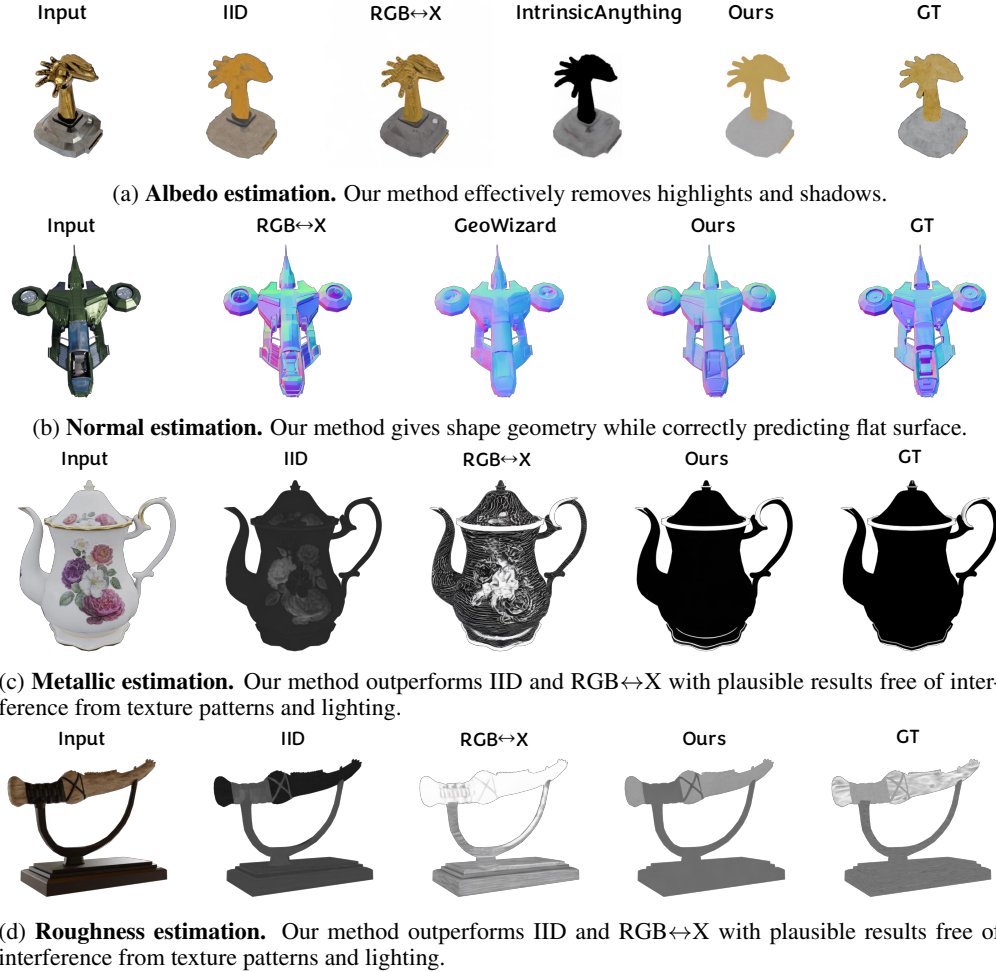 Input IID RGB↔X IntrinsicAnything Ours GT
(a) Albedo estimation. Our method effectively removes highlights and shadows.
Input RGB↔X GeoWizard Ours GT
(b) Normal estimation. Our method gives shape geometry while correctly predicting flat surface.
Input IID RGB↔X Ours GT
(c) Metallic estimation. Our method outperforms IID and RGB↔X with plausible results free of inter-
ference from texture patterns and lighting.
Input IID RGB↔X Ours GT
(d) Roughness estimation. Our method outperforms IID and RGB↔X with plausible results free of
interference from texture patterns and lighting.